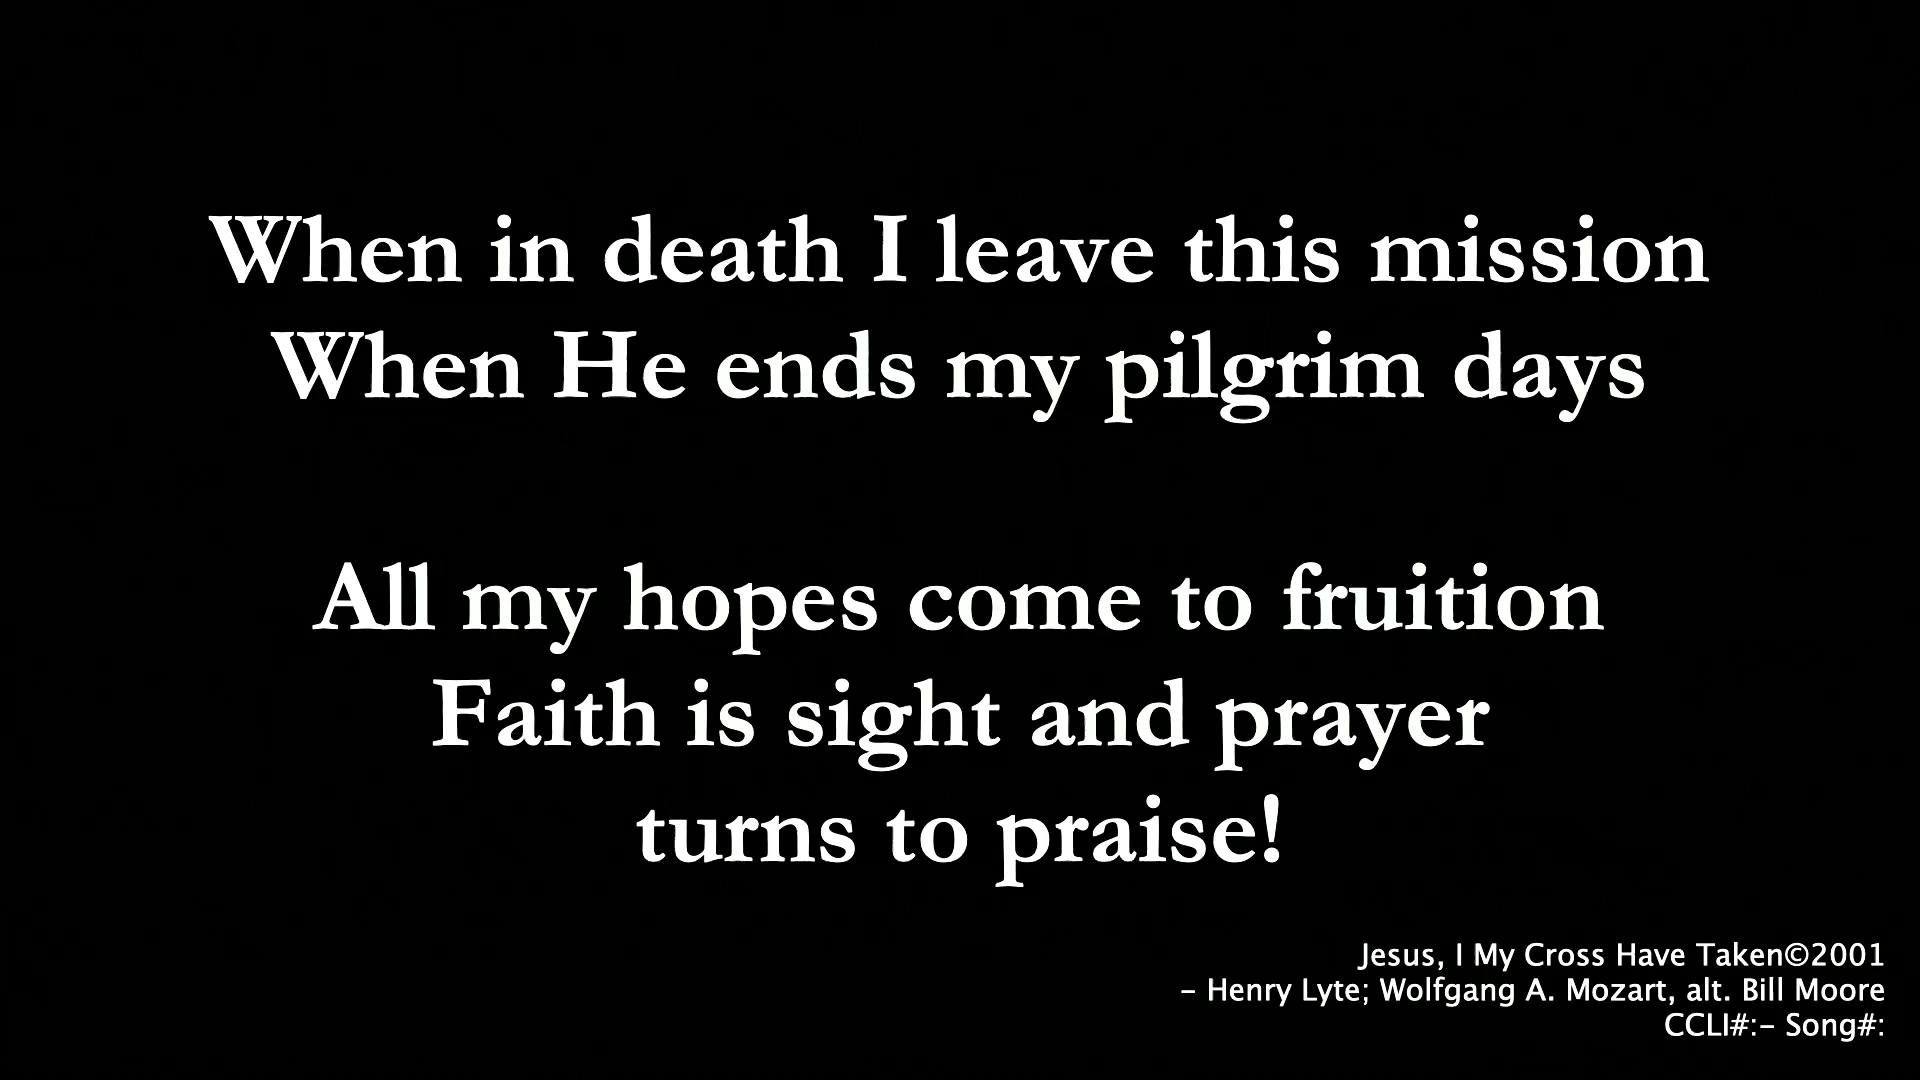 When in death I leave this mission
When He ends my pilgrim days
All my hopes come to fruition
Faith is sight and prayer
turns to praise!
Jesus, I My Cross Have Taken©2001
– Henry Lyte; Wolfgang A. Mozart, alt. Bill Moore
CCLI#:– Song#: